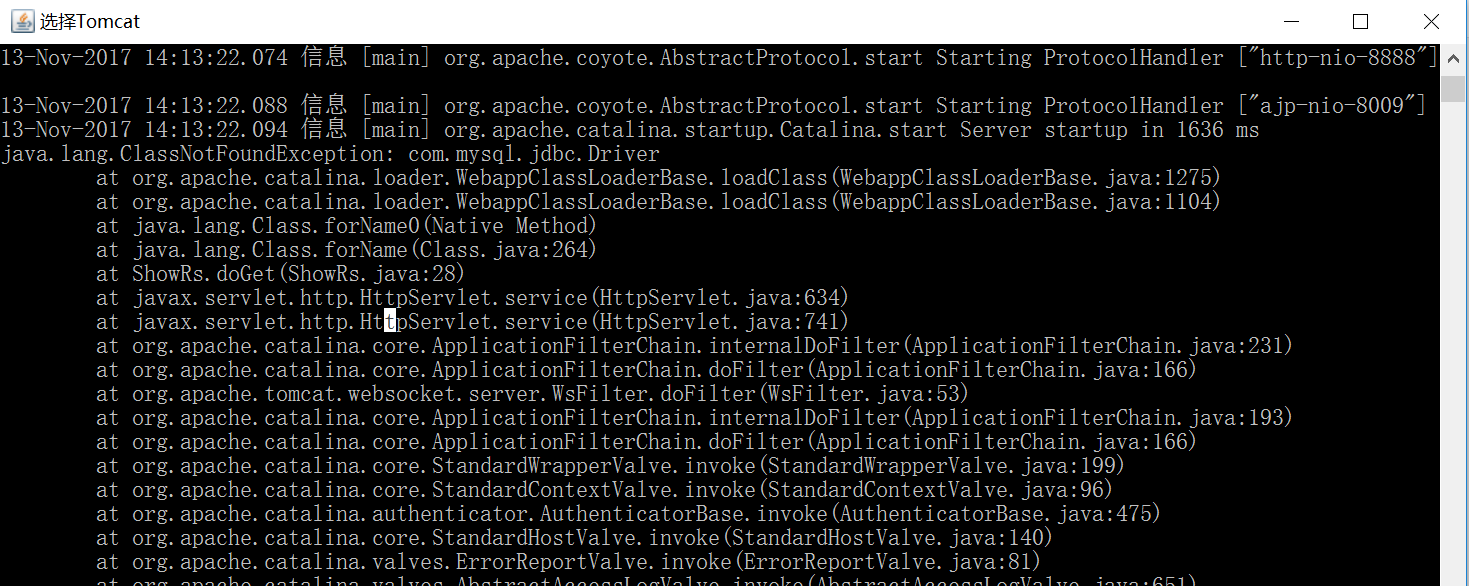 选择Tomcat
13-Nov-2017 14:13:22.074 信息 [main] org.apache.coyote.AbstractProtocol.start Starting ProtocolHandler ["http-nio-8888"]
13-Nov-2017 14:13:22.088 信息 [main] org.apache.coyote.AbstractProtocol.start Starting ProtocolHandler ["ajp-nio-8009"]
13-Nov-2017 14:13:22.094 信息 [main] org.apache.catalina.startup.Catalina.start Server startup in 1636 ms
java.lang.ClassNotFoundException: com.mysql.jdbc.Driver
at org.apache.catalina.loader.WebappClassLoaderBase.loadClass(WebappClassLoaderBase.java:1275)
at org.apache.catalina.loader.WebappClassLoaderBase.loadClass(WebappClassLoaderBase.java:1104)
at java.lang.Class.forName0(Native Method)
at java.lang.Class.forName(Class.java:264)
at ShowRs.doGet(ShowRs.java:28)
at javax.servlet.http.HttpServlet.service(HttpServlet.java:634)
at javax.servlet.http.HttpServlet.service(HttpServlet.java:741)
at org.apache.catalina.core.ApplicationFilterChain.internalDoFilter(ApplicationFilterChain.java:231)
at org.apache.catalina.core.ApplicationFilterChain.doFilter(ApplicationFilterChain.java:166)
at org.apache.tomcat.websocket.server.WsFilter.doFilter(WsFilter.java:53)
at org.apache.catalina.core.ApplicationFilterChain.internalDoFilter(ApplicationFilterChain.java:193)
at org.apache.catalina.core.ApplicationFilterChain.doFilter(ApplicationFilterChain.java:166)
at org.apache.catalina.core.StandardWrapperValve.invoke(StandardWrapperValve.java:199)
at org.apache.catalina.core.StandardContextValve.invoke(StandardContextValve.java:96)
at org.apache.catalina.authenticator.AuthenticatorBase.invoke(AuthenticatorBase.java:475)
at org.apache.catalina.core.StandardHostValve.invoke(StandardHostValve.java:140)
at org.apache.catalina.valves.ErrorReportValve.invoke(ErrorReportValve.java:81)
at org.apache.catalina.valves.AbstractAccessLogValve.invoke(AbstractAccessLogValve.java:651)